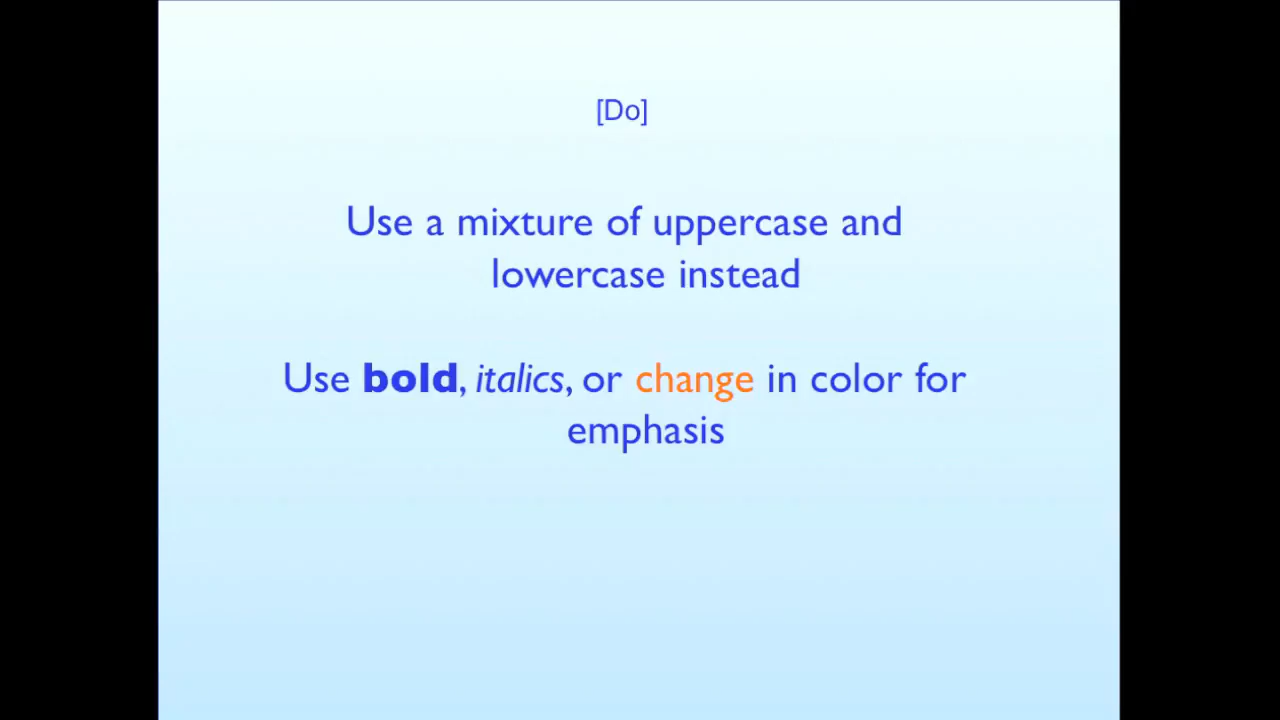 [Do]
Use a mixture of uppercase and
lowercase instead
Use bold, italics, or change in color for
emphasis